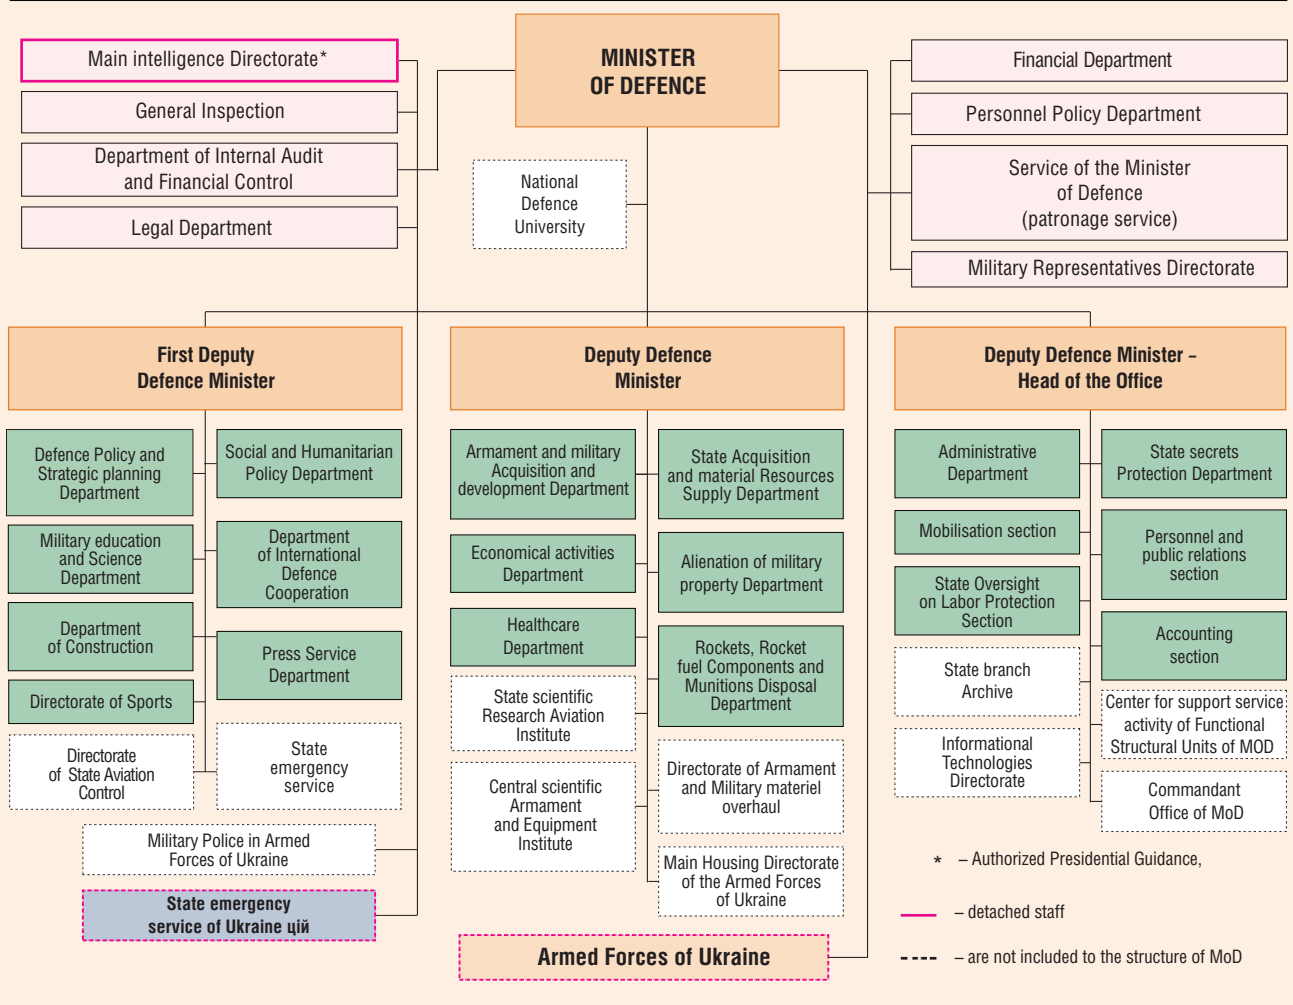 MINISTER
OF DEFENCE
Main intelligence Directorate*
General Inspection
Department of Internal Audit
and Financial Control
Legal Department
National
Defence
University
Financial Department
Personnel Policy Department
Service of the Minister
of Defence
(patronage service)
Military Representatives Directorate
First Deputy
Defence Minister
Defence Policy and
Strategic planning
Department
Social and Humanitarian
Policy Department
Military education
and Science
Department
Department
of International
Defence
Cooperation
Department
of Construction
Press Service
Department
Directorate of Sports
Directorate
of State Aviation
Control
State
emergency
service
Military Police in Armed
Forces of Ukraine
State emergency
service of Ukraine цій
Deputy Defence
Minister
Armament and military
Acquisition and
development Department
State Acquisition
and material Resources
Supply Department
Economical activities
Department
Alienation of military
property Department
Healthcare
Department
Rockets, Rocket
fuel Components and
Munitions Disposal
Department
State scientific
Research Aviation
Institute
Directorate of Armament
and Military materiel
overhaul
Central scientific
Armament
and Equipment
Institute
Main Housing Directorate
of the Armed Forces
of Ukraine
Armed Forces of Ukraine
Deputy Defence Minister –
Head of the Office
Administrative
Department
State secrets
Protection Department
Mobilisation section
Personnel and
public relations
section
State Oversight
on Labor Protection
Section
Accounting
section
State branch
Archive
Center for support service
activity of Functional
Structural Units of MOD
Informational
Technologies
Directorate
Commandant
Office of MoD
* – Authorized Presidential Guidance,
– detached staff
– are not included to the structure of MoD